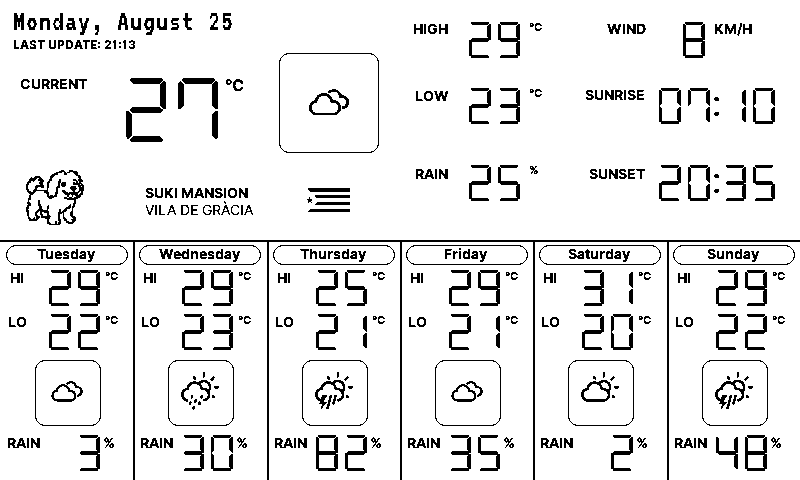 Monday, August 25
LAST UPDATE: 21:13
CURRENT 27 °C
HIGH 29 °C
WIND 8 KM/H
LOW 23 °C
SUNRISE 07:10
RAIN 25 %
SUNSET 20:35
SUKI MANSION
VILA DE GRÀCIA
Tuesday
HI 29 °C
LO 22 °C
RAIN 3 %
Wednesday
HI 29 °C
LO 23 °C
RAIN 30 %
Thursday
HI 25 °C
LO 21 °C
RAIN 82 %
Friday
HI 29 °C
LO 21 °C
RAIN 35 %
Saturday
HI 31 °C
LO 20 °C
RAIN 2 %
Sunday
HI 29 °C
LO 22 °C
RAIN 48 %